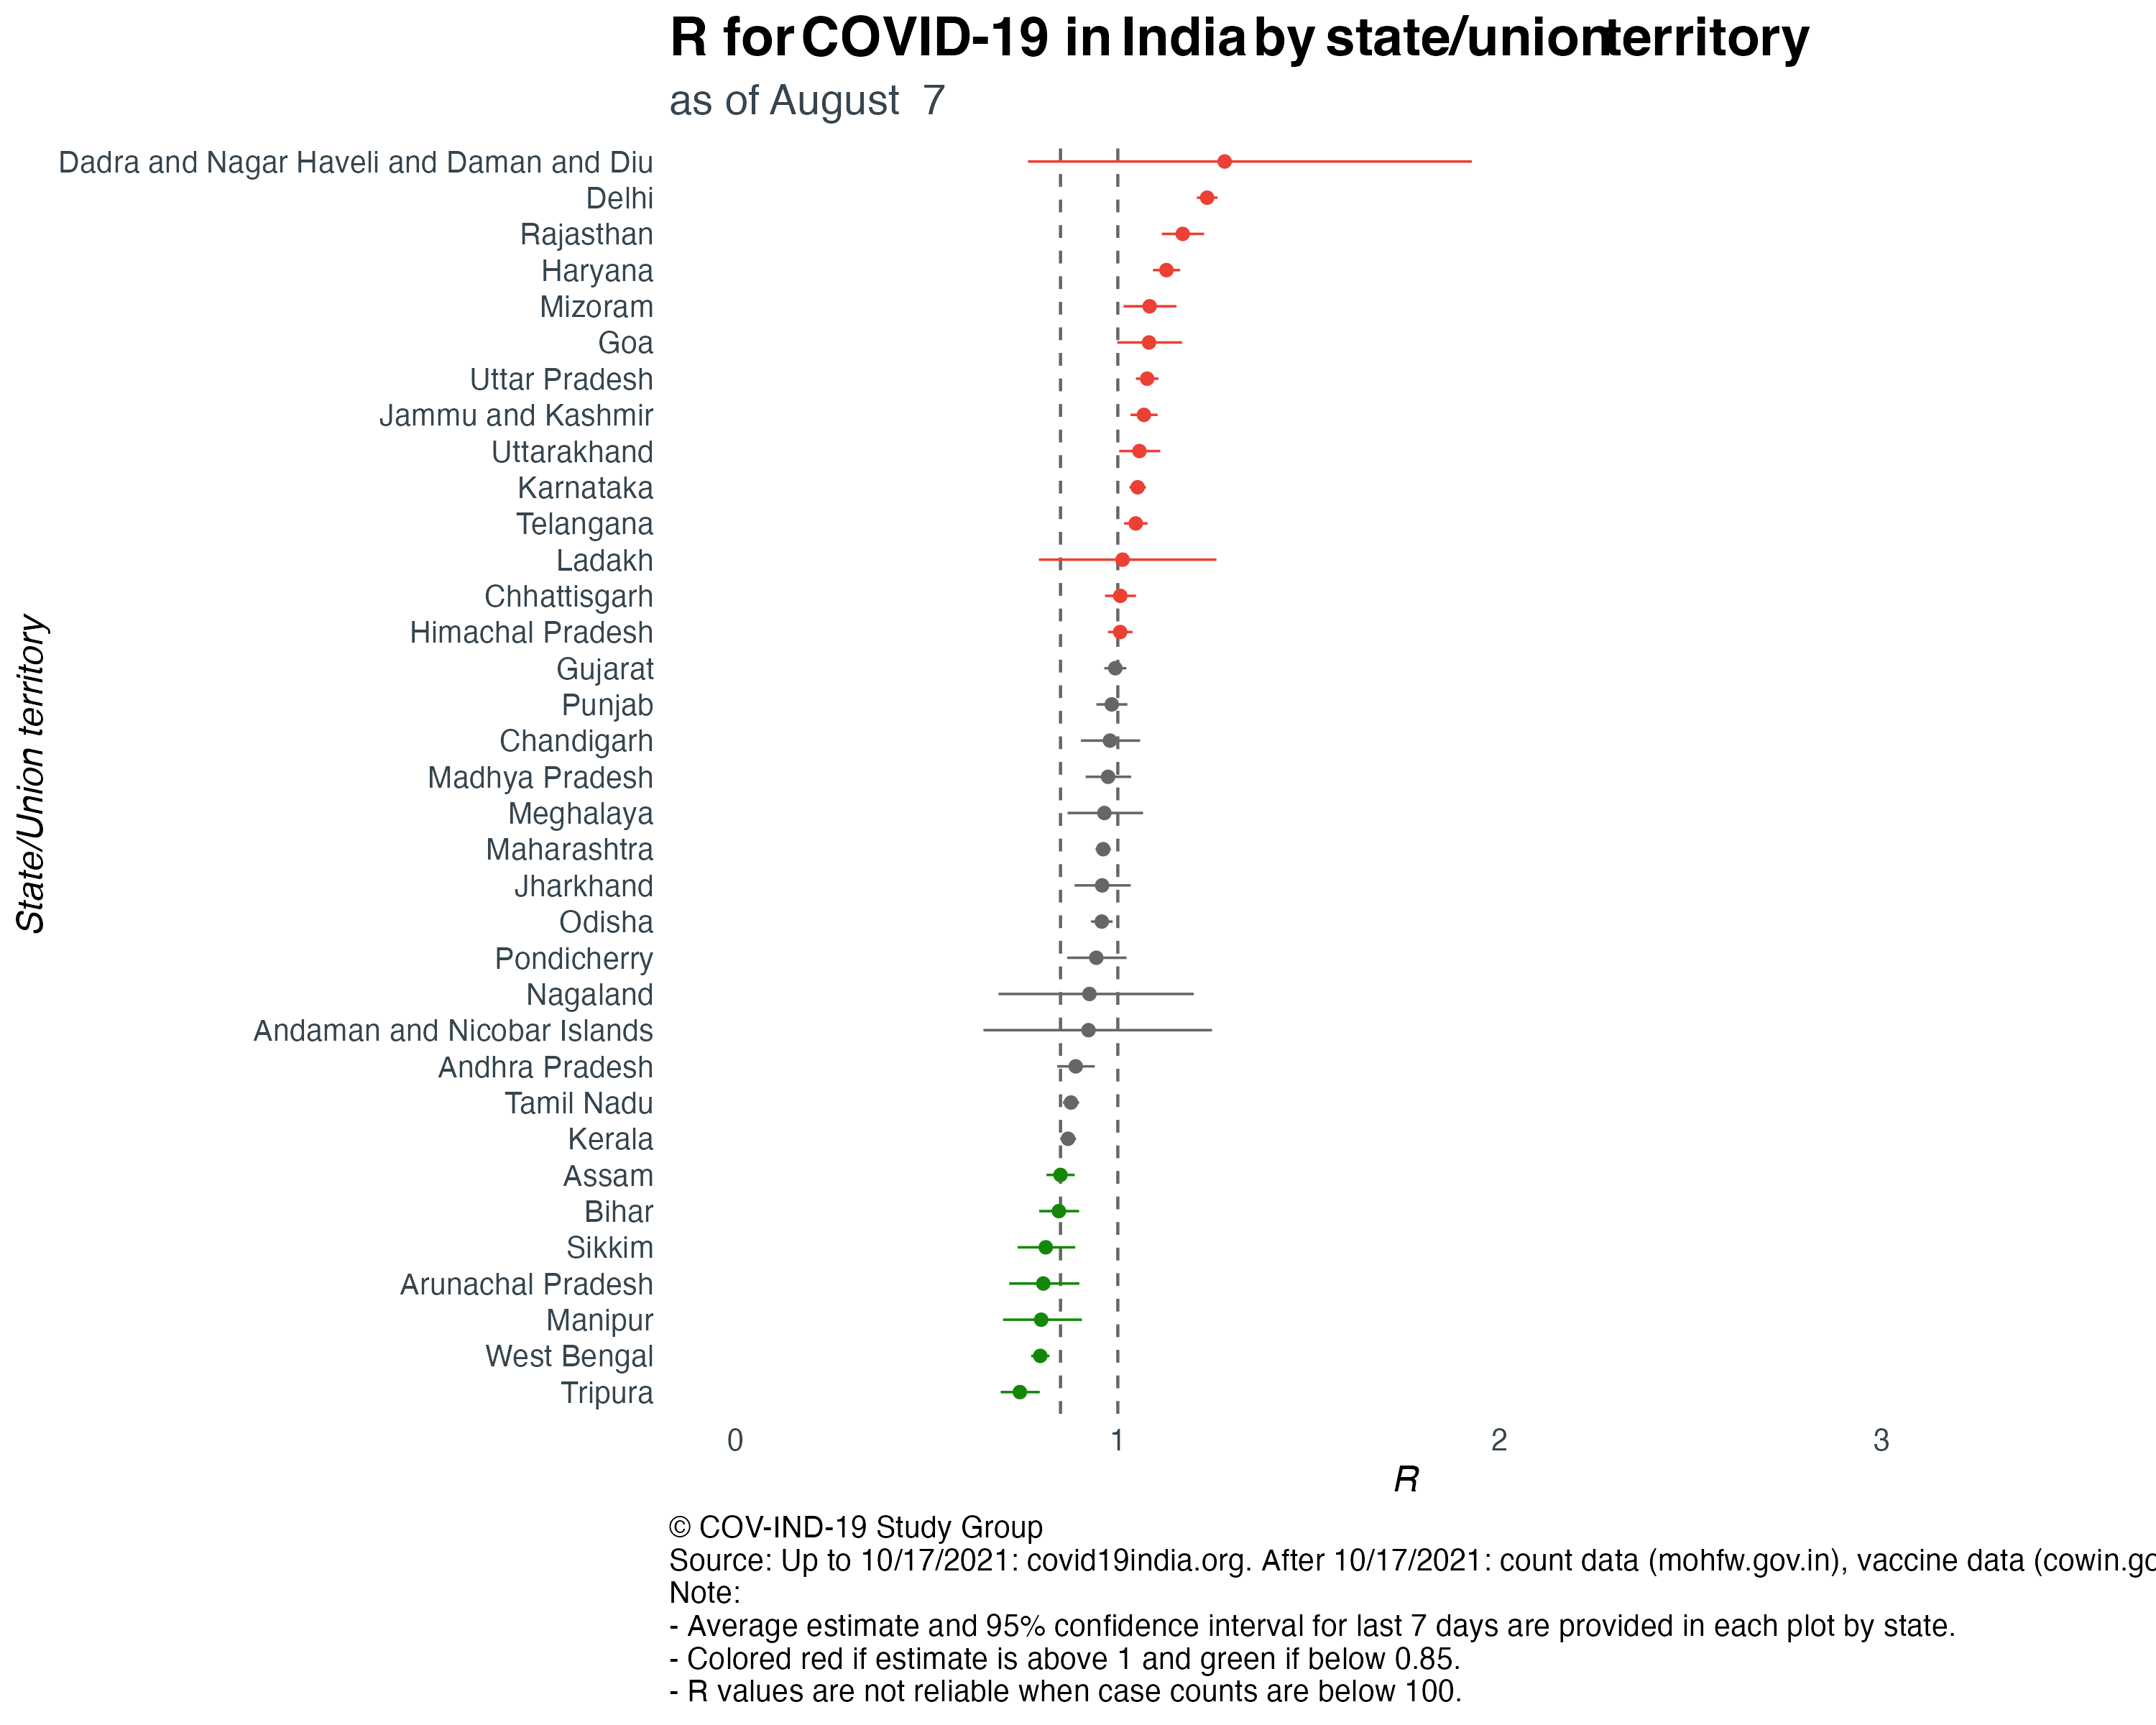 R for COVID-19 in India by state/union territory
as of August 7
Dadra and Nagar Haveli and Daman and Diu
Delhi
Rajasthan
Haryana
Mizoram
Goa
Uttar Pradesh
Jammu and Kashmir
Uttarakhand
Karnataka
Telangana
Ladakh
Chhattisgarh
Himachal Pradesh
Gujarat
Punjab
Chandigarh
Madhya Pradesh
Meghalaya
Maharashtra
Jharkhand
Odisha
Pondicherry
Nagaland
Andaman and Nicobar Islands
Andhra Pradesh
Tamil Nadu
Kerala
Assam
Bihar
Sikkim
Arunachal Pradesh
Manipur
West Bengal
Tripura
State/Union territory
0 1 2 3
R
© COV-IND-19 Study Group
Source: Up to 10/17/2021: covid19india.org. After 10/17/2021: count data (mohfw.gov.in), vaccine data (cowin.go
Note:
- Average estimate and 95% confidence interval for last 7 days are provided in each plot by state.
- Colored red if estimate is above 1 and green if below 0.85.
- R values are not reliable when case counts are below 100.